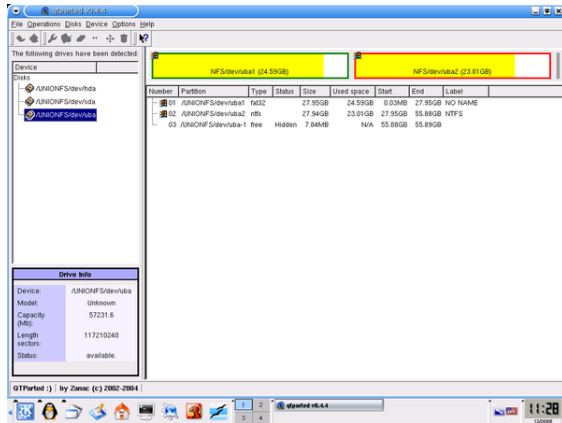 qtparted v0.4.4
File Operations Disks Device Options Help
The following drives have been detected:
Device
Disks
/UNIONFS/dev/hda
/UNIONFS/dev/sda
/UNIONFS/dev/uba
NFS/dev/uba1 (24.59GB)
NFS/dev/uba2 (23.01GB)
Number Partition Type Status Size Used space Start End Label
01 /UNIONFS/dev/uba1 fat32 27.95GB 24.59GB 0.03MB 27.95GB NO NAME
02 /UNIONFS/dev/uba2 ntfs 27.94GB 23.01GB 27.95GB 55.88GB NTFS
03 /UNIONFS/dev/uba-1 free Hidden 7.84MB N/A 55.88GB 55.89GB
Drive Info
Device: /UNIONFS/dev/uba
Model: Unknown
Capacity (Mb): 57231.6
Length sectors: 117210240
Status: available.
QTParted :) by Zanac (c) 2002-2004
1 2
3 4
qtparted v0.4.4
11:28